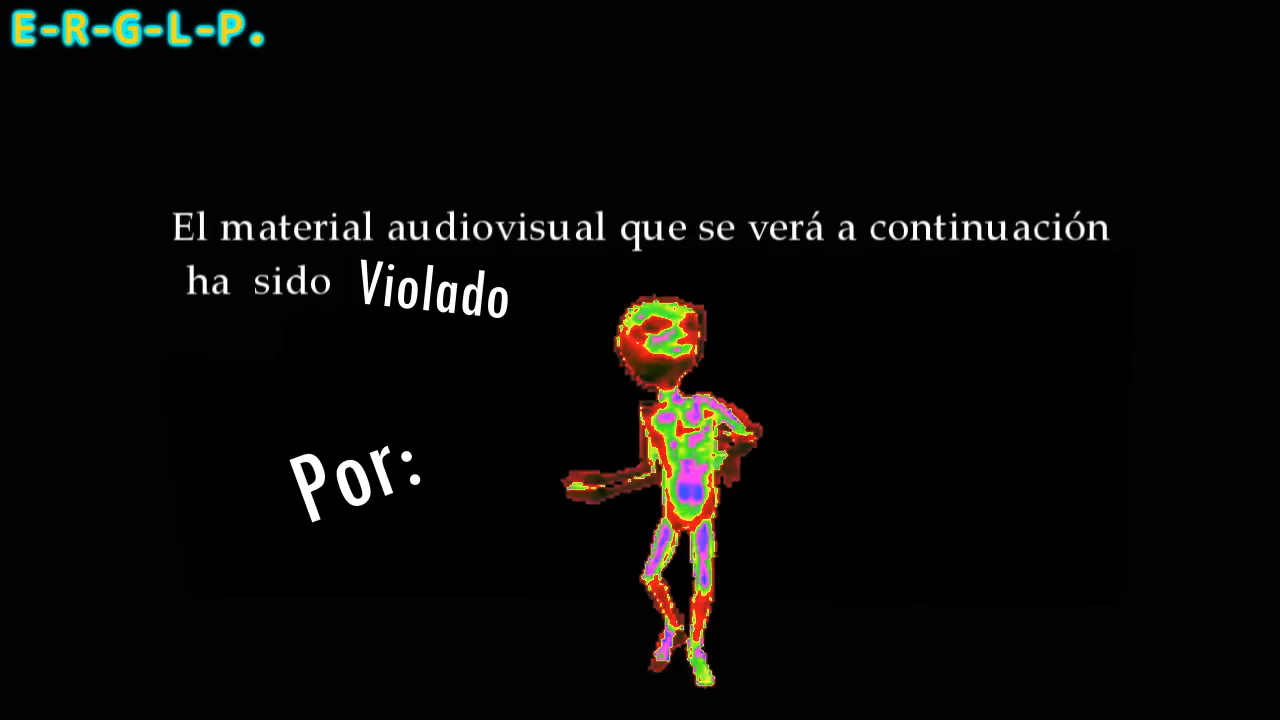 E-R-G-L-P.
El material audiovisual que se verá a continuación
ha sido Violado
Por: